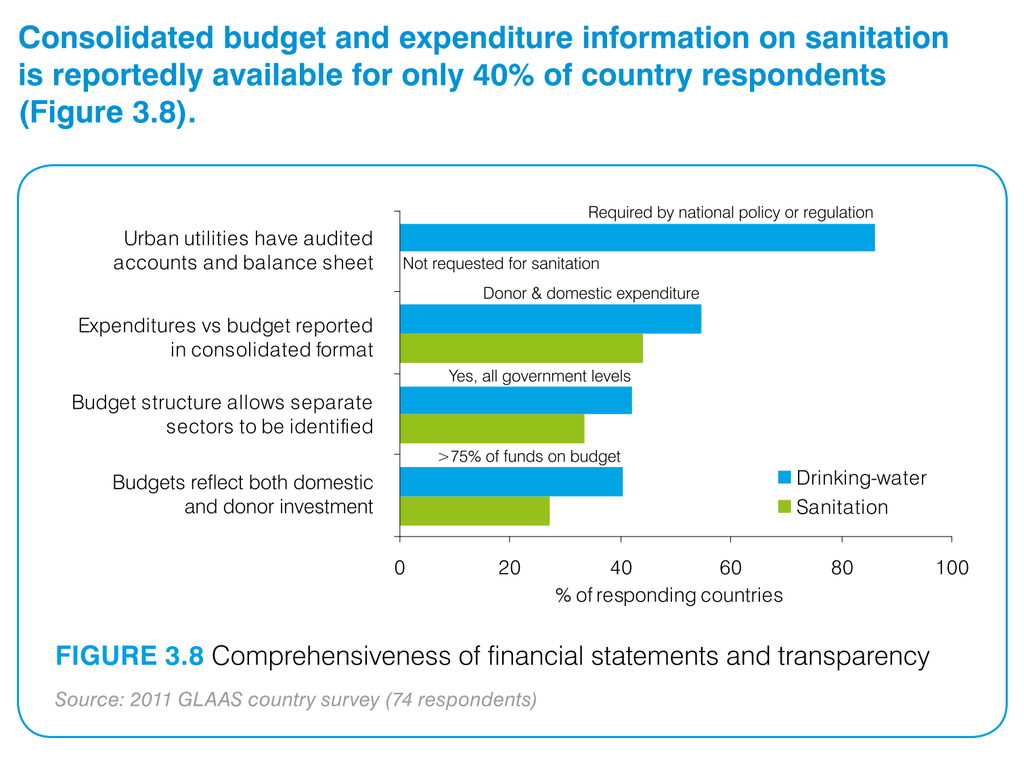 Consolidated budget and expenditure information on sanitation
is reportedly available for only 40% of country respondents
(Figure 3.8).
Required by national policy or regulation
Urban utilities have audited
accounts and balance sheet
Not requested for sanitation
Donor & domestic expenditure
Expenditures vs budget reported
in consolidated format
Yes, all government levels
Budget structure allows separate
sectors to be identified
>75% of funds on budget
Budgets reflect both domestic
and donor investment
Drinking-water
Sanitation
0 20 40 60 80 100
% of responding countries
FIGURE 3.8 Comprehensiveness of financial statements and transparency
Source: 2011 GLAAS country survey (74 respondents)